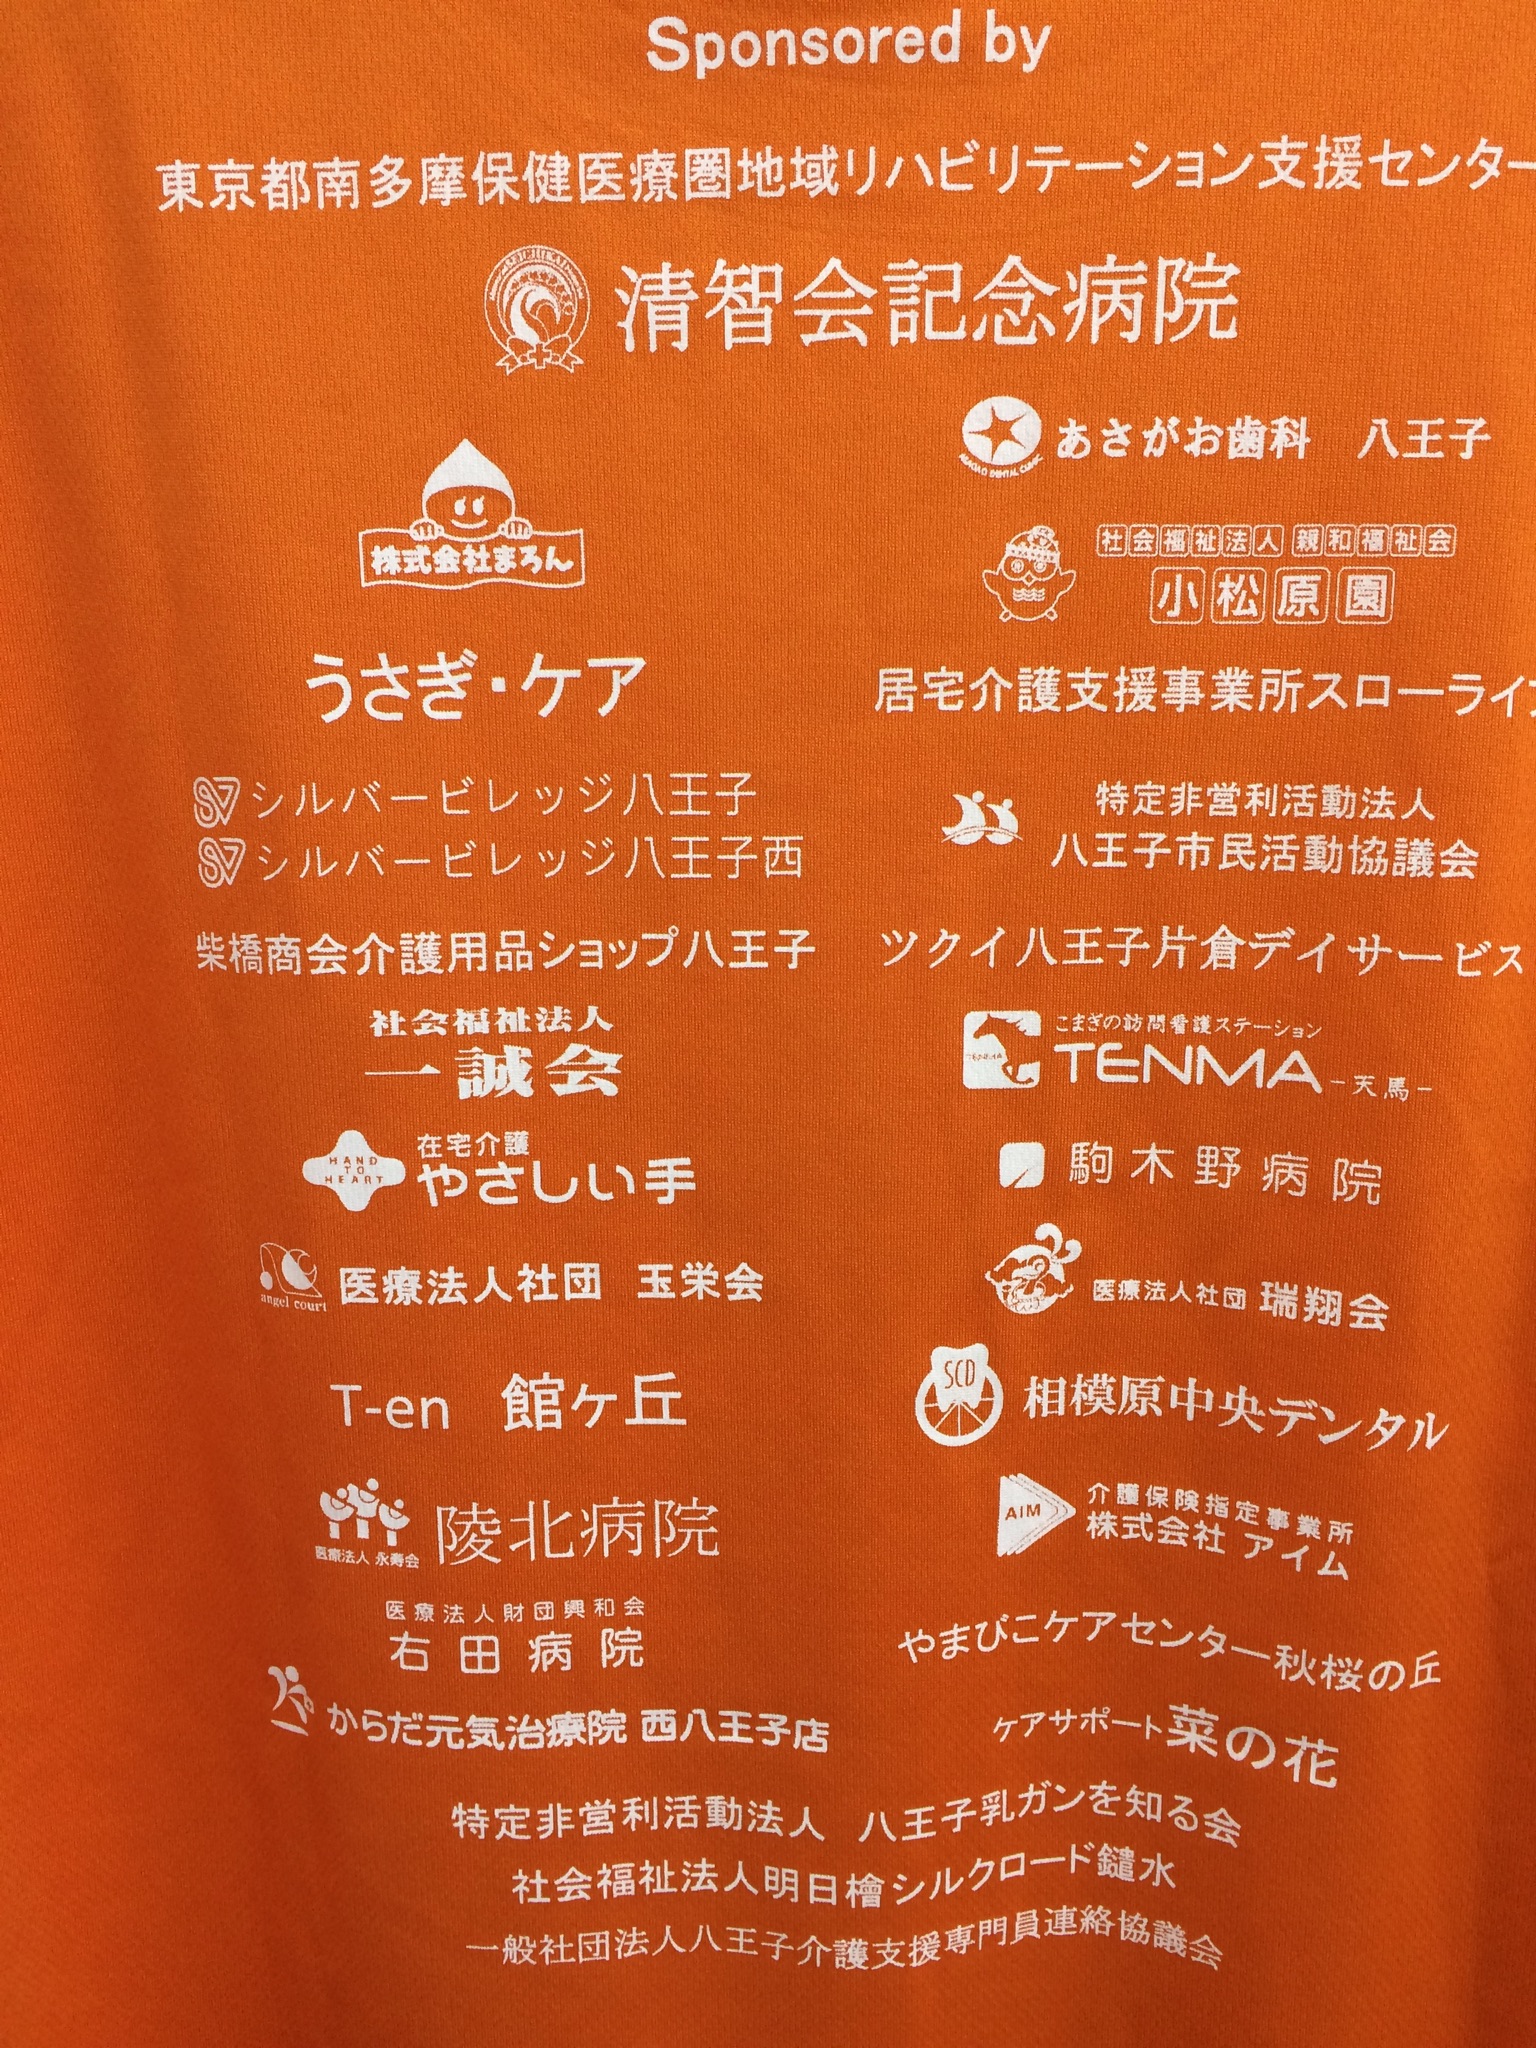 Sponsored by
東京都南多摩保健医療圏地域リハビリテーション支援センター
清智会記念病院
株式会社まろん
あさがお歯科 八王子
社会福祉法人 親和福祉会
小松原園
うさぎ・ケア
居宅介護支援事業所スローライフ
シルバービレッジ八王子
シルバービレッジ八王子西
特定非営利活動法人
八王子市民活動協議会
柴橋商会介護用品ショップ八王子
ツクイ八王子片倉デイサービス
社会福祉法人
一誠会
こまぎの訪問看護ステーション
TENMA -天馬-
HAND
TO
HEART
在宅介護
やさしい手
駒木野病院
angel court
医療法人社団 玉栄会
医療法人社団 瑞翔会
T-en 館ヶ丘
SCD
相模原中央デンタル
医療法人 永寿会
陵北病院
AIM
介護保険指定事業所
株式会社 アイム
医療法人財団興和会
右田病院
やまびこケアセンター秋桜の丘
からだ元気治療院 西八王子店
ケアサポート菜の花
特定非営利活動法人 八王子乳ガンを知る会
社会福祉法人明日檜シルクロード鑓水
一般社団法人八王子介護支援専門員連絡協議会